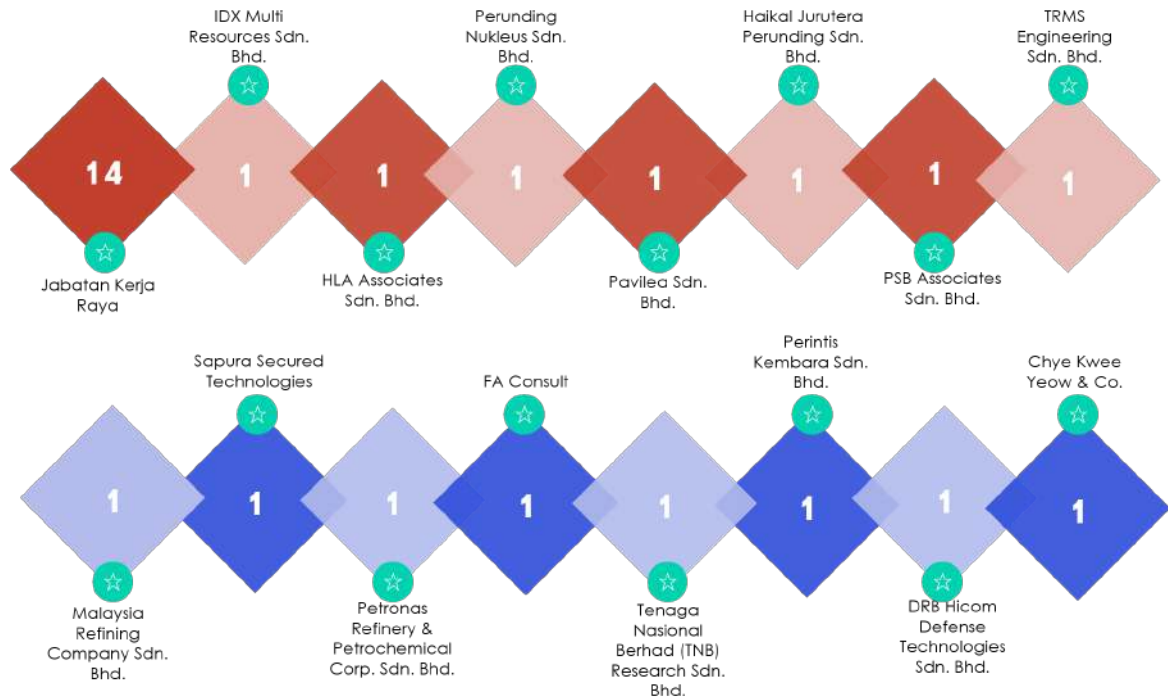 IDX Multi
Resources Sdn.
Bhd.
Perunding
Nukleus Sdn.
Bhd.
Haikal Jurutera
Perunding Sdn.
Bhd.
TRMS
Engineering
Sdn. Bhd.
14
1
1
1
1
1
1
1
Jabatan Kerja
Raya
HLA Associates
Sdn. Bhd.
Pavilea Sdn.
Bhd.
PSB Associates
Sdn. Bhd.
Sapura Secured
Technologies
FA Consult
Perintis
Kembara Sdn.
Bhd.
Chye Kwee
Yeow & Co.
1
1
1
1
1
1
1
1
Malaysia
Refining
Company Sdn.
Bhd.
Petronas
Refinery &
Petrochemical
Corp. Sdn. Bhd.
Tenaga
Nasional
Berhad (TNB)
Research Sdn.
Bhd.
DRB Hicom
Defense
Technologies
Sdn. Bhd.